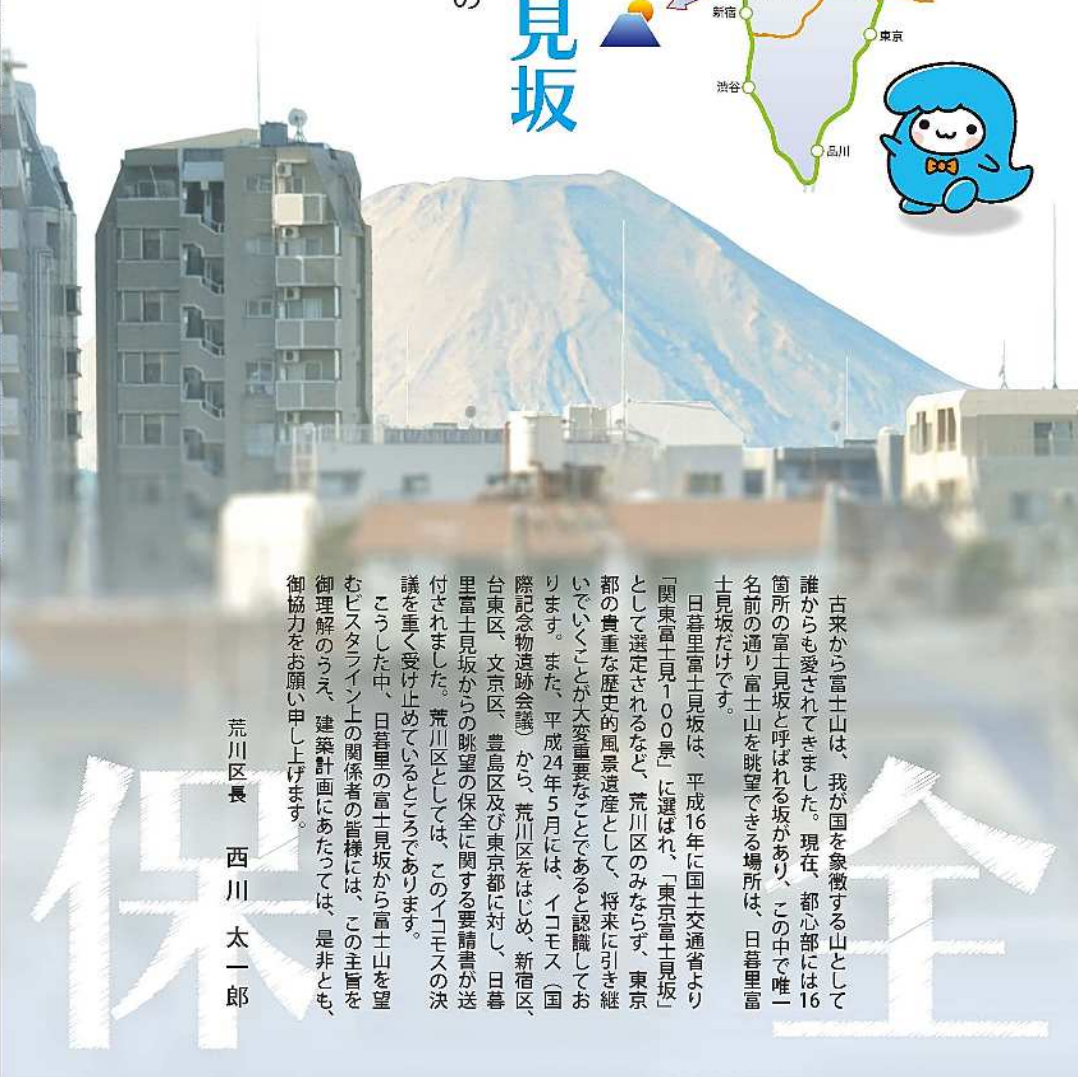 の
見坂
新宿
東京
渋谷
品川
古来から富士山は、我が国を象徴する山として
誰からも愛されてきました。現在、都心部には16
箇所の富士見坂と呼ばれる坂があり、この中で唯一
名前の通り富士山を眺望できる場所は、日暮里富
士見坂だけです。
日暮里富士見坂は、平成16年に国土交通省より
「関東富士見100景」に選ばれ、「東京富士見坂」
として選定されるなど、荒川区のみならず、東京
都の貴重な歴史的風景遺産として、将来に引き継
いでいくことが大変重要なことであると認識してお
ります。また、平成24年5月には、イコモス（国
際記念物遺跡会議）から、荒川区をはじめ、新宿区、
台東区、文京区、豊島区及び東京都に対し、日暮
里富士見坂からの眺望の保全に関する要請書が送
付されました。荒川区としては、このイコモスの決
議を重く受け止めているところであります。
こうした中、日暮里の富士見坂から富士山を望
むビスタライン上の関係者の皆様には、この主旨を
御理解のうえ、建築計画にあたっては、是非とも、
御協力をお願い申し上げます。
荒川区長　西川　太一郎
保
全